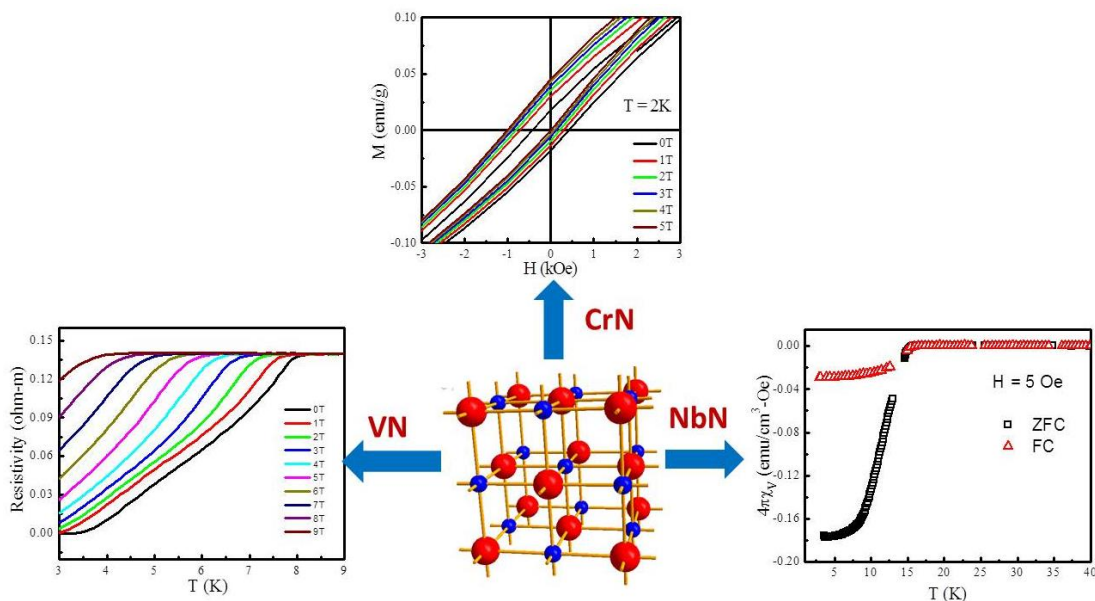 0.10
0.05
0.00
-0.05
-0.10
M (emu/g)
T = 2K
0T
1T
2T
3T
4T
5T
-3 -2 -1 0 1 2 3
H (kOe)
CrN
VN
NbN
0.15
0.12
0.09
0.06
0.03
0.00
Resistivity (ohm-m)
0T
1T
2T
3T
4T
5T
6T
7T
8T
9T
3 4 5 6 7 8 9
T (K)
0.00
-0.04
-0.08
-0.12
-0.16
-0.20
4πχV (emu/cm³-Oe)
H = 5 Oe
ZFC
FC
5 10 15 20 25 30 35 40
T (K)